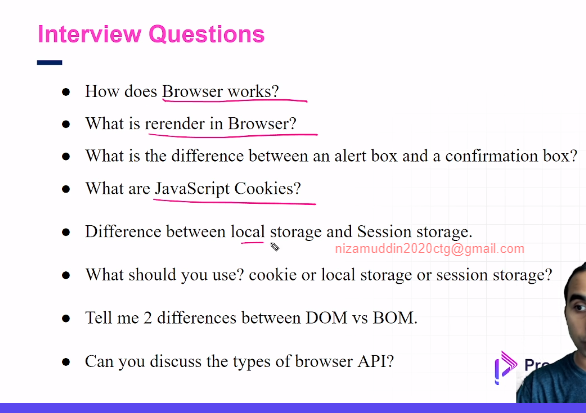 Interview Questions
How does Browser works?
What is rerender in Browser?
What is the difference between an alert box and a confirmation box?
What are JavaScript Cookies?
Difference between local storage and Session storage.
nizamuddin2020ctg@gmail.com
What should you use? cookie or local storage or session storage?
Tell me 2 differences between DOM vs BOM.
Can you discuss the types of browser API?